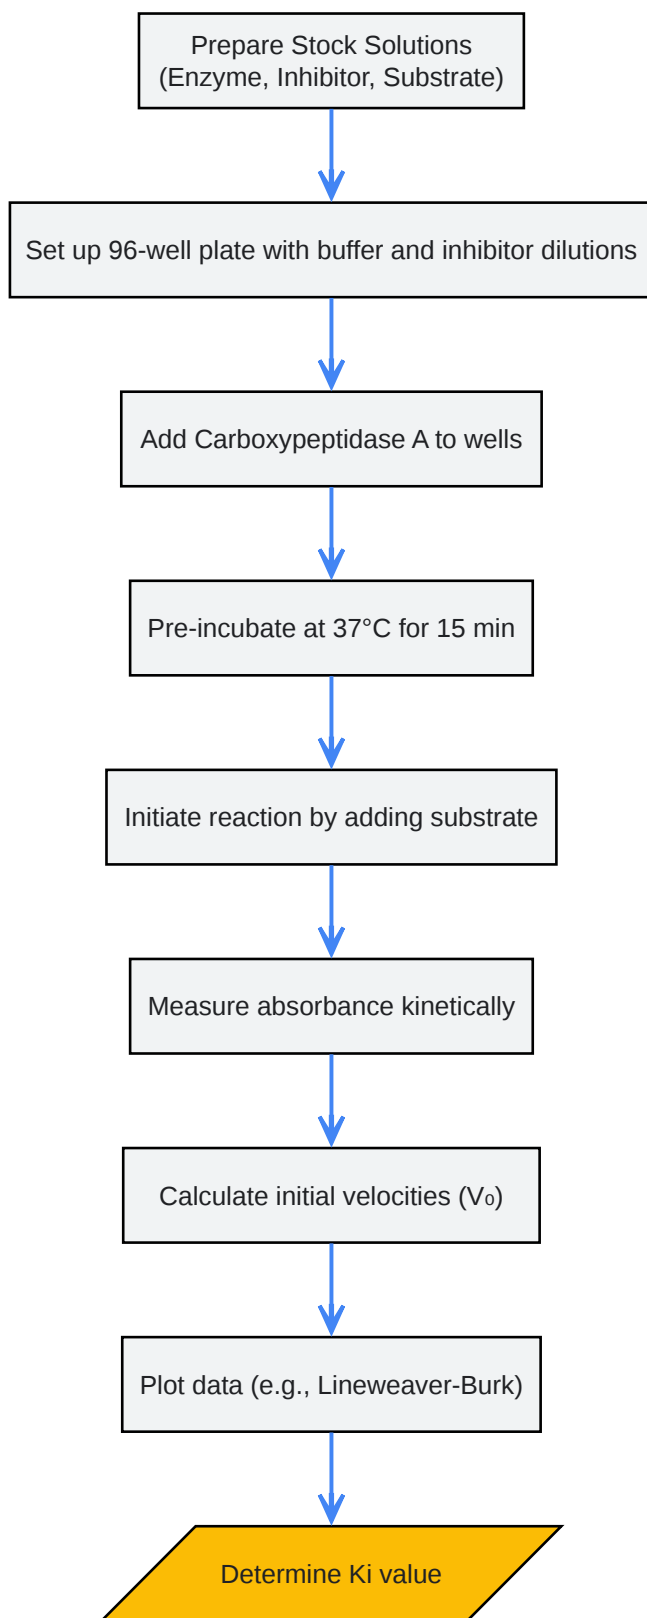 Prepare Stock Solutions
(Enzyme, Inhibitor, Substrate)
Set up 96-well plate with buffer and inhibitor dilutions
Add Carboxypeptidase A to wells
Pre-incubate at 37°C for 15 min
Initiate reaction by adding substrate
Measure absorbance kinetically
Calculate initial velocities (V₀)
Plot data (e.g., Lineweaver-Burk)
Determine Ki value